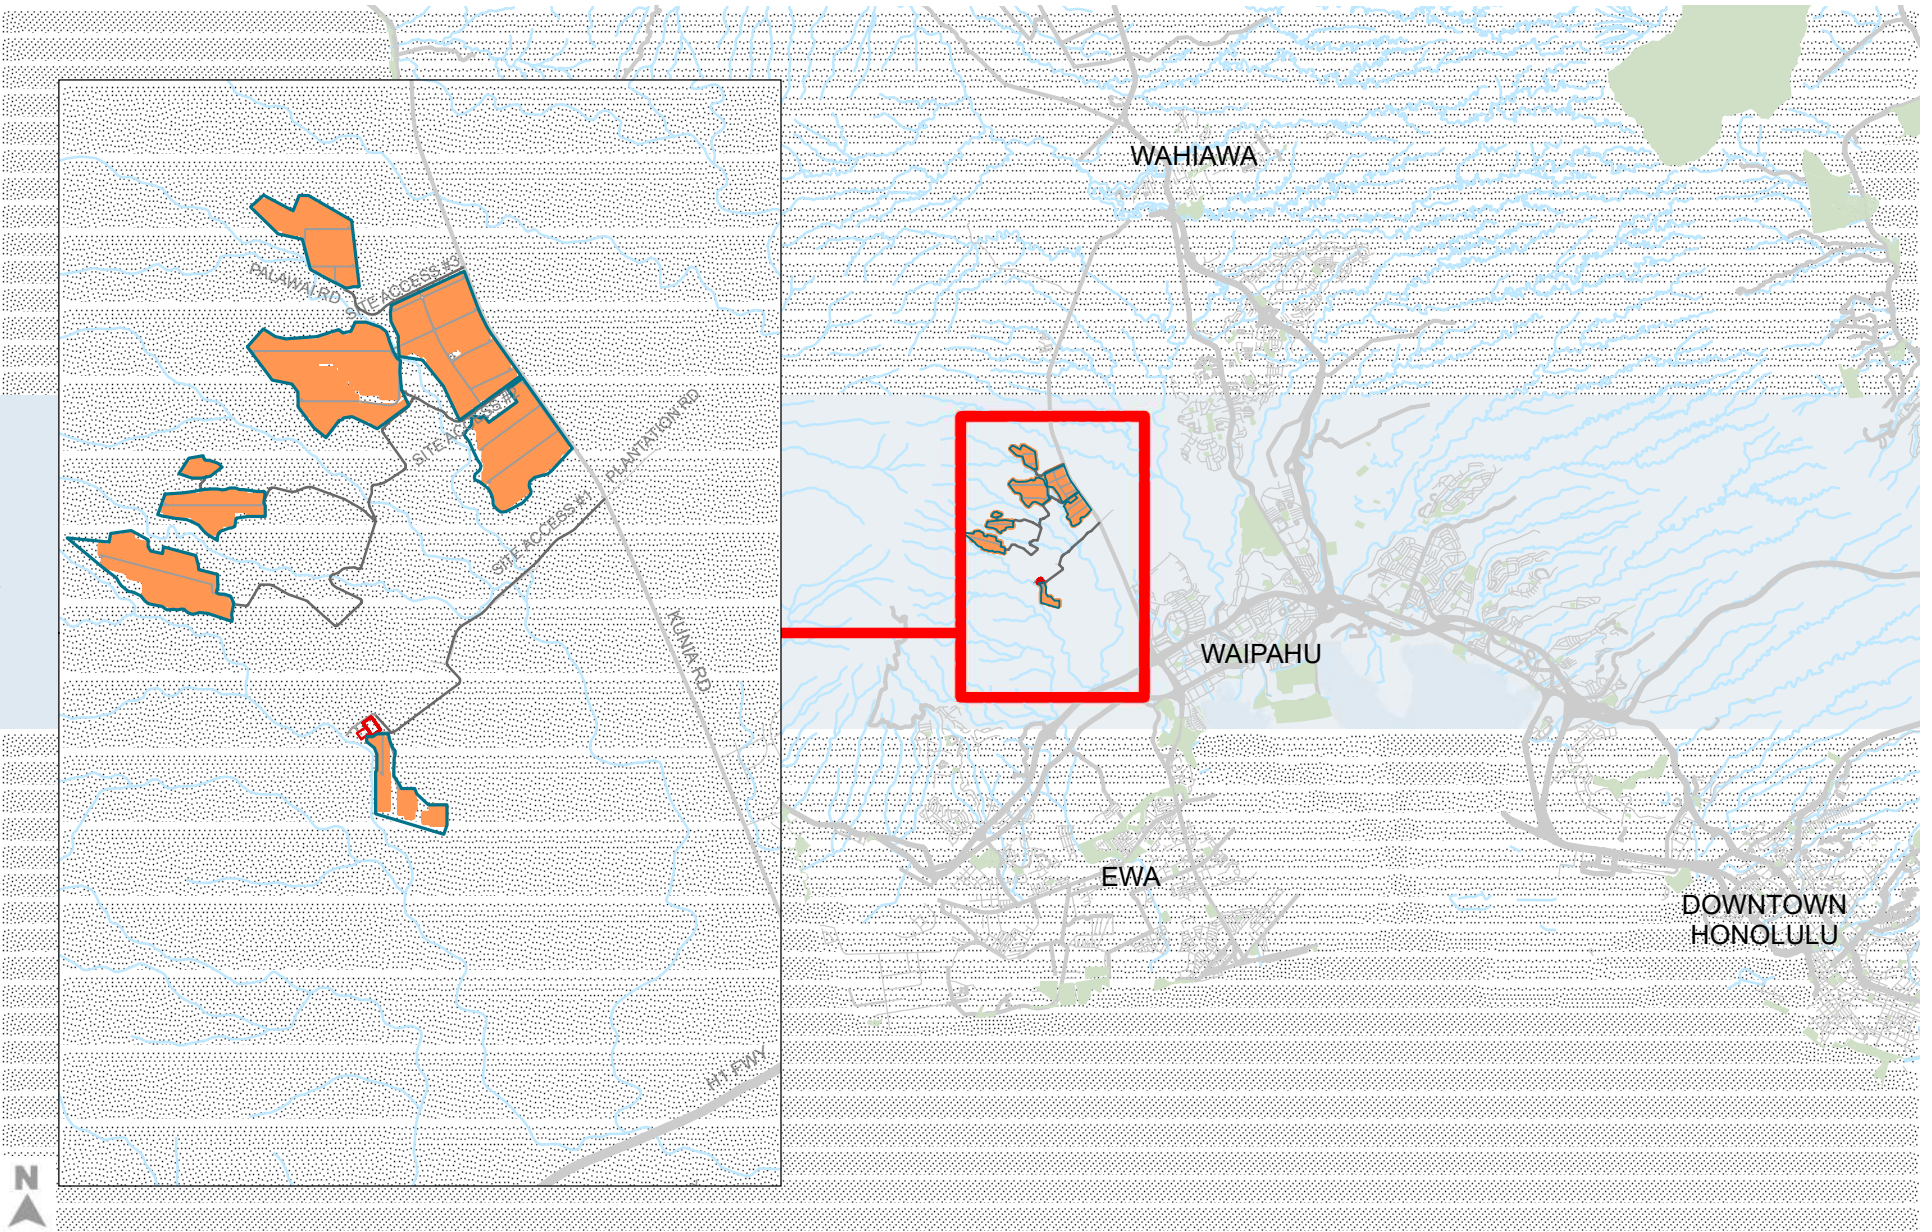 WAHIAWA
PALAWAI RD
SITE ACCESS #3
SITE ACCESS #2
PLANTATION RD
SITE ACCESS #1
KUNIA RD
WAIPAHU
EWA
DOWNTOWN
HONOLULU
H1 FWY
N